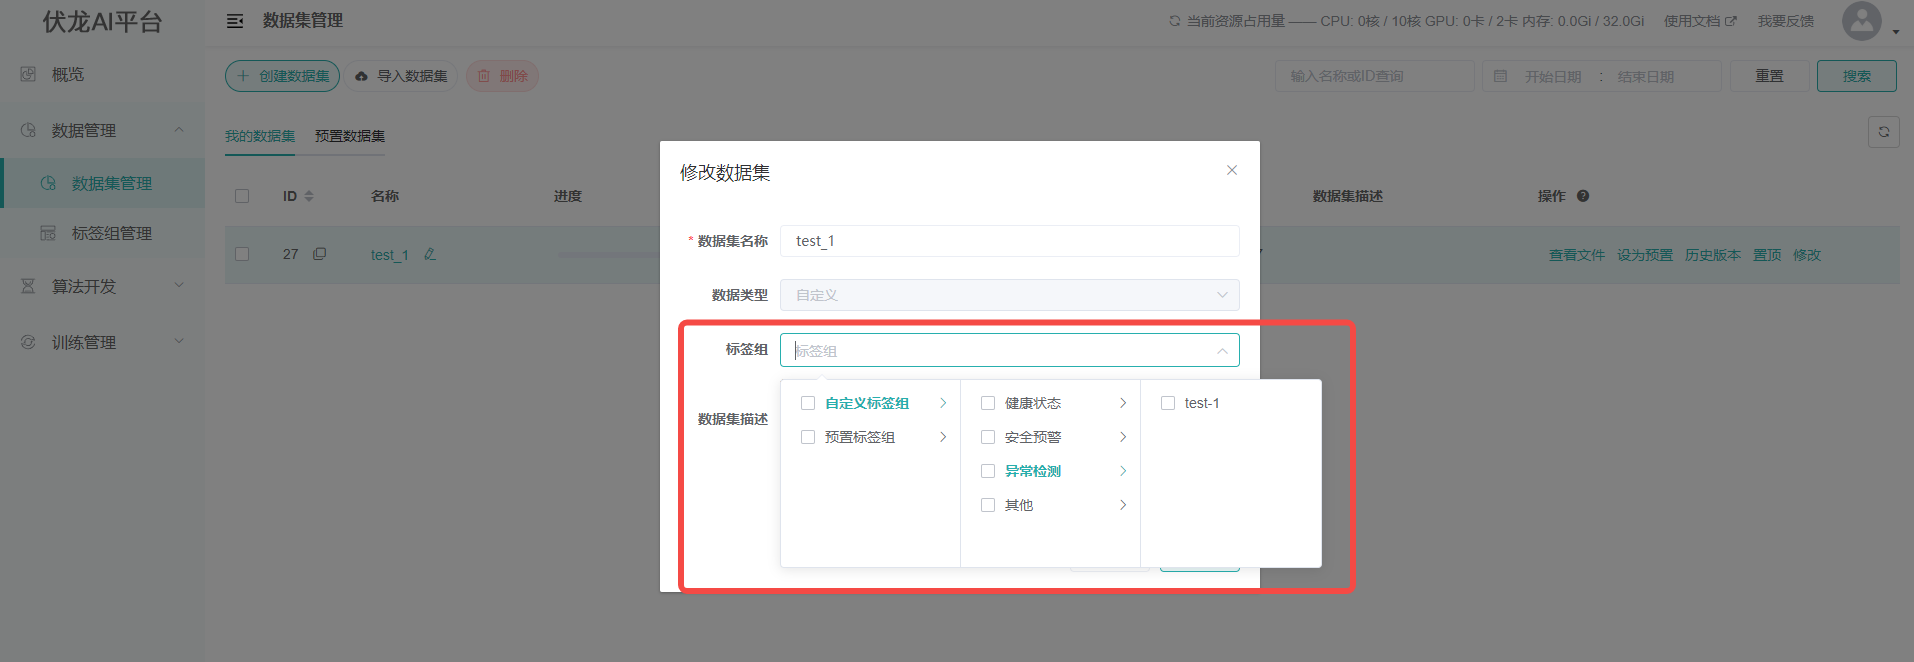 伏龙AI平台
数据集管理
当前资源占用量 —— CPU: 0核 / 10核 GPU: 0卡 / 2卡 内存: 0.0Gi / 32.0Gi
使用文档
我要反馈
概览
数据管理
数据集管理
标签组管理
算法开发
训练管理
创建数据集
导入数据集
删除
输入名称或ID查询
开始日期 : 结束日期
重置
搜索
我的数据集
预置数据集
ID
名称
进度
数据集描述
操作
27
test_1
查看文件 设为预置 历史版本 置顶 修改
修改数据集
* 数据集名称
test_1
数据类型
自定义
标签组
标签组
数据集描述
自定义标签组
预置标签组
健康状态
安全预警
异常检测
其他
test-1